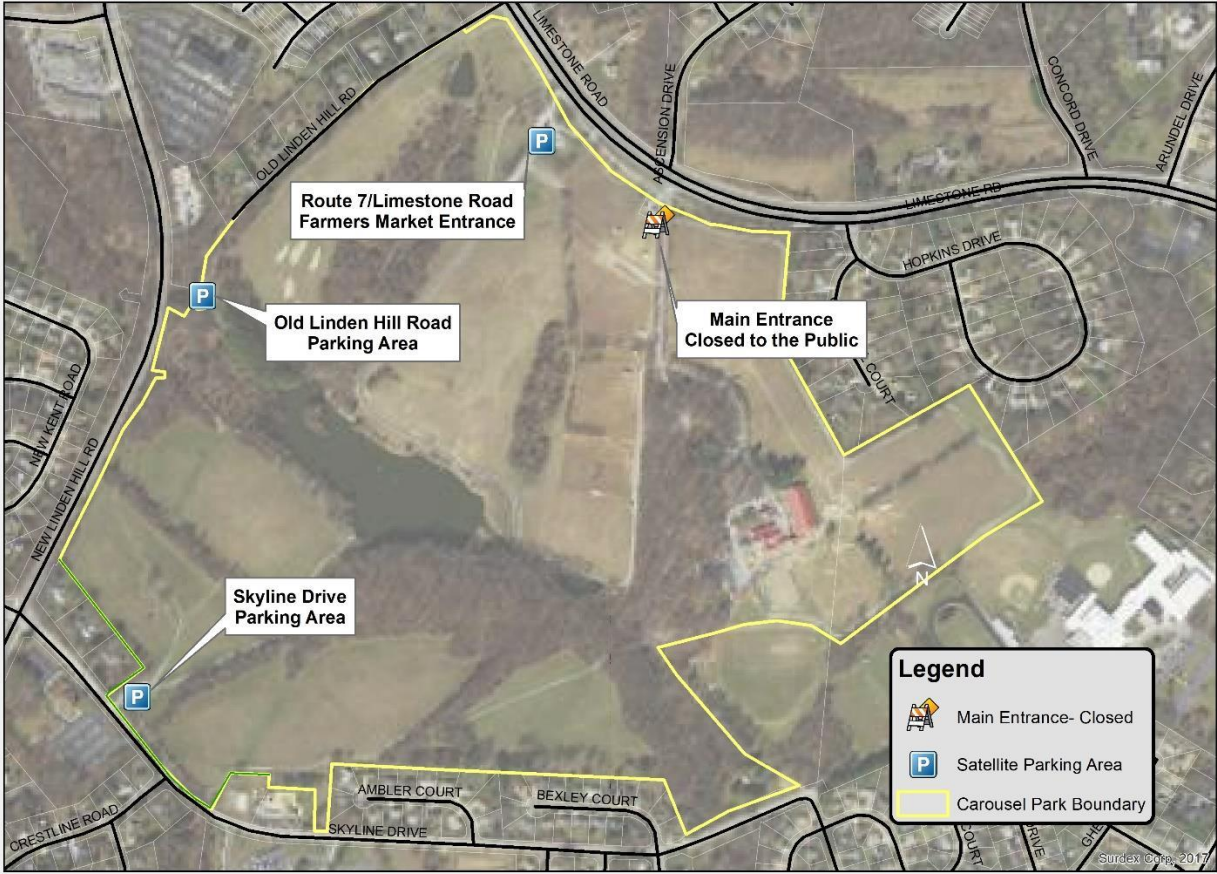 LIMESTONE ROAD
ASCENSION DRIVE
CONCORD DRIVE
ARUNDEL DRIVE
OLD LINDEN HILL RD
P
Route 7/Limestone Road
Farmers Market Entrance
LIMESTONE RD
HOPKINS DRIVE
P
Old Linden Hill Road
Parking Area
Main Entrance
Closed to the Public
COURT
NEW KENT ROAD
NEW LINDEN HILL RD
N
Skyline Drive
Parking Area
P
Legend
Main Entrance- Closed
P
Satellite Parking Area
Carousel Park Boundary
AMBLER COURT
BEXLEY COURT
CRESTLINE ROAD
SKYLINE DRIVE
COURT
DRIVE
Surdex Corp, 2017